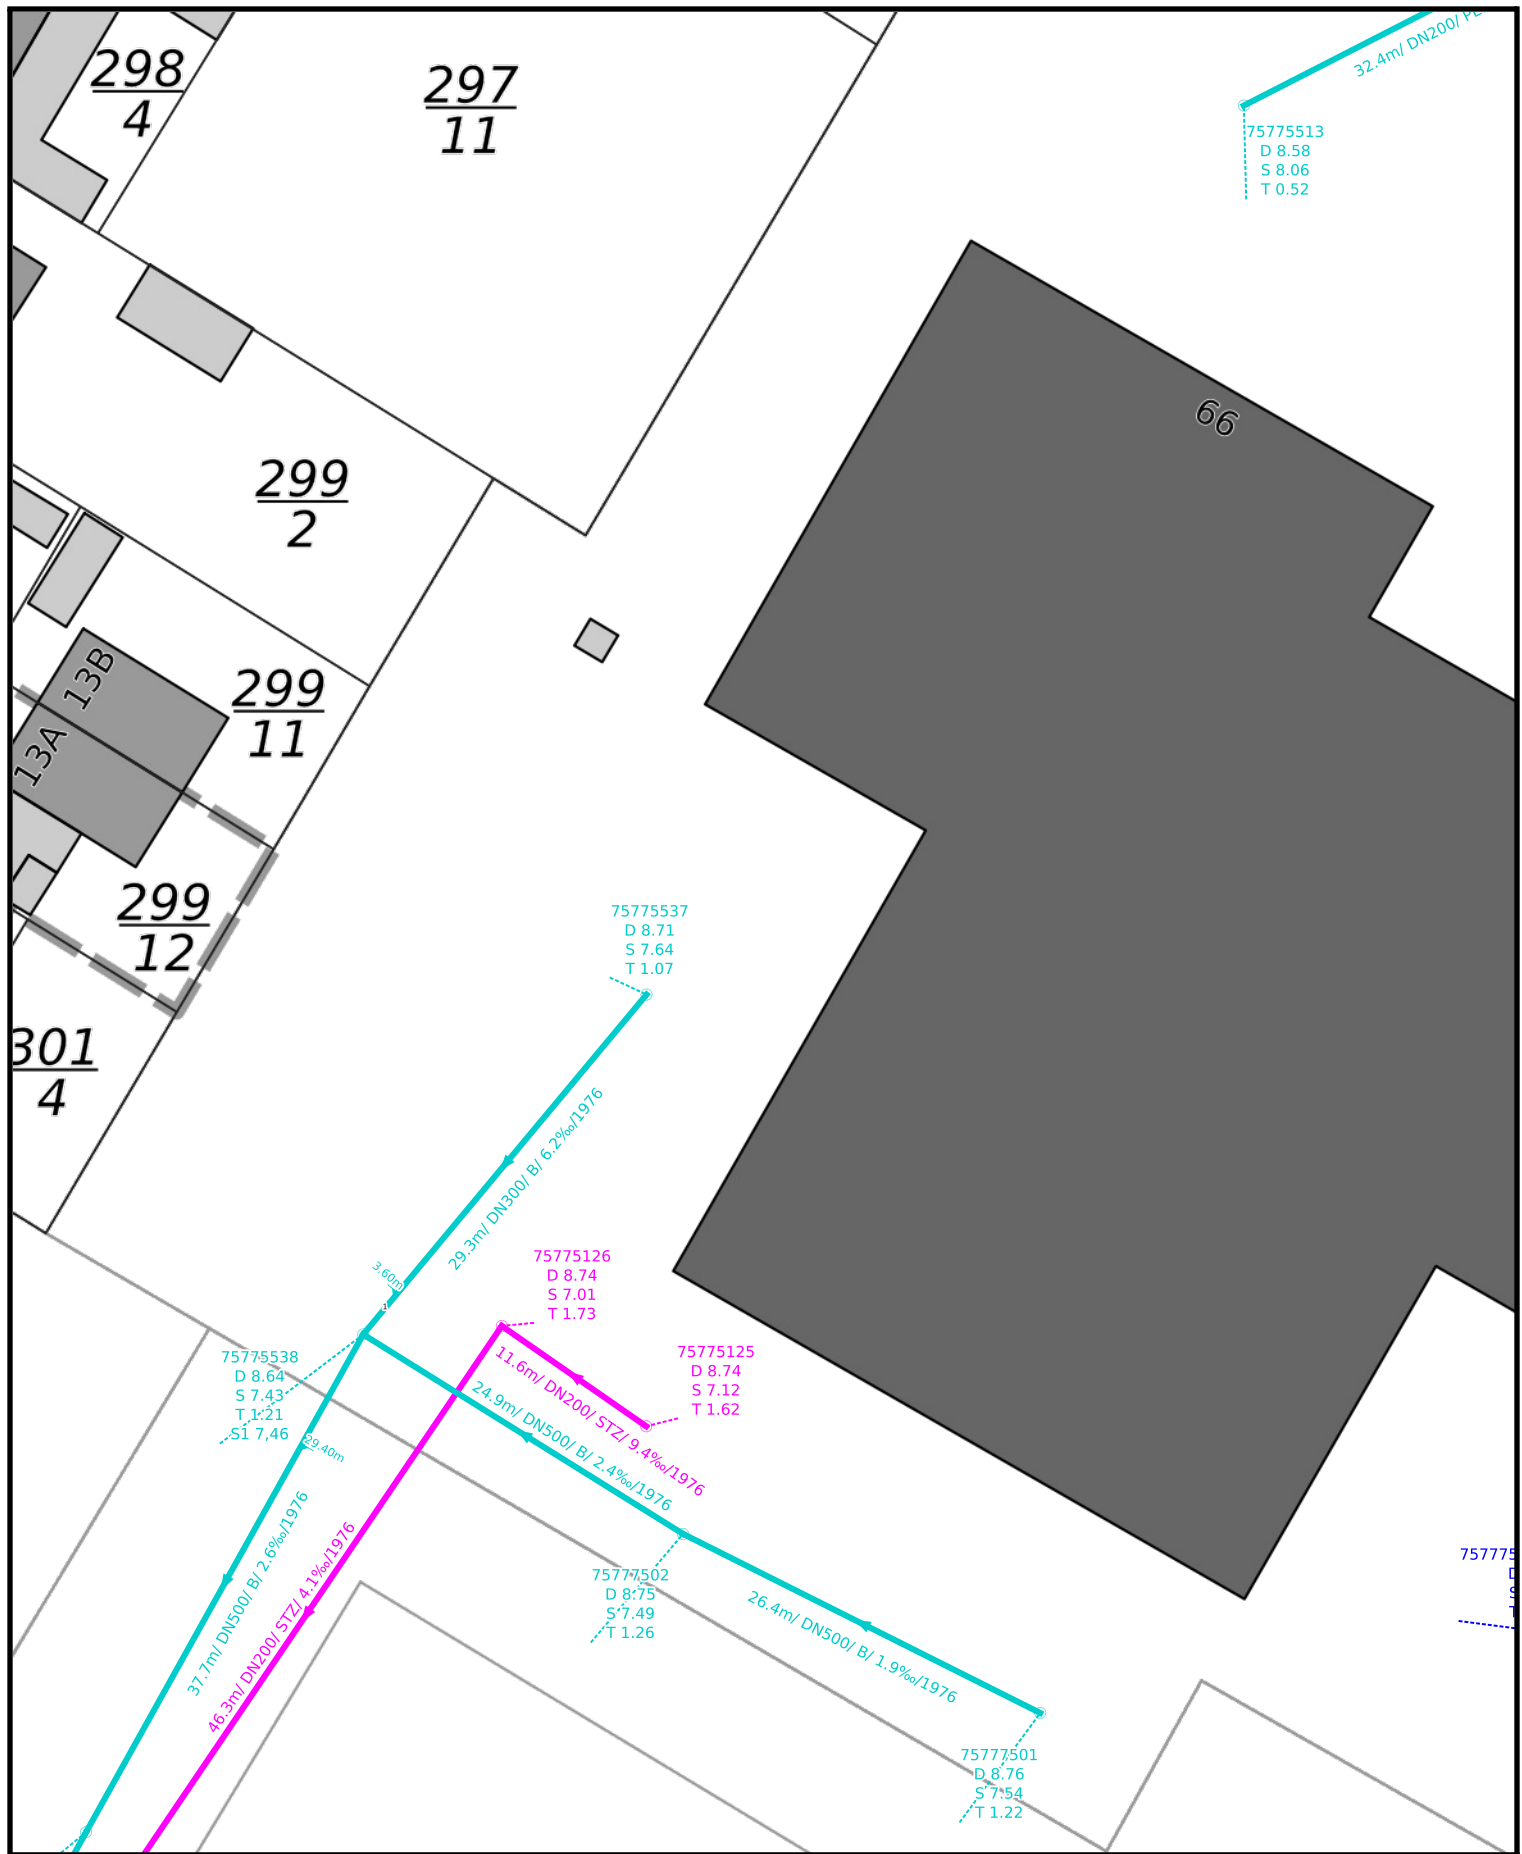 298
4
297
11
32.4m/ DN200/
75775513
D 8.58
S 8.06
T 0.52
66
299
2
13B
299
11
13A
299
12
75775537
D 8.71
S 7.64
T 1.07
301
4
29.3m/ DN300/ B/ 6.2‰/1976
3.60m
1
75775126
D 8.74
S 7.01
T 1.73
75775125
D 8.74
S 7.12
T 1.62
11.6m/ DN200/ STZ/ 9.4‰/1976
75775538
D 8.64
S 7.43
T 1.21
S1 7,46
29.40m
24.9m/ DN500/ B/ 2.4‰/1976
37.7m/ DN500/ B/ 2.6‰/1976
46.3m/ DN200/ STZ/ 4.1‰/1976
75777502
D 8.75
S 7.49
T 1.26
26.4m/ DN500/ B/ 1.9‰/1976
757775
75777501
D 8.76
S 7.54
T 1.22